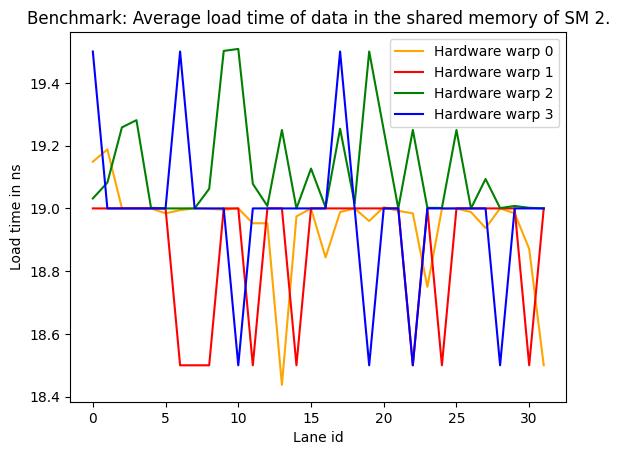 Benchmark: Average load time of data in the shared memory of SM 2.
Hardware warp 0
Hardware warp 1
Hardware warp 2
Hardware warp 3
Load time in ns
19.4
19.2
19.0
18.8
18.6
18.4
0 5 10 15 20 25 30
Lane id